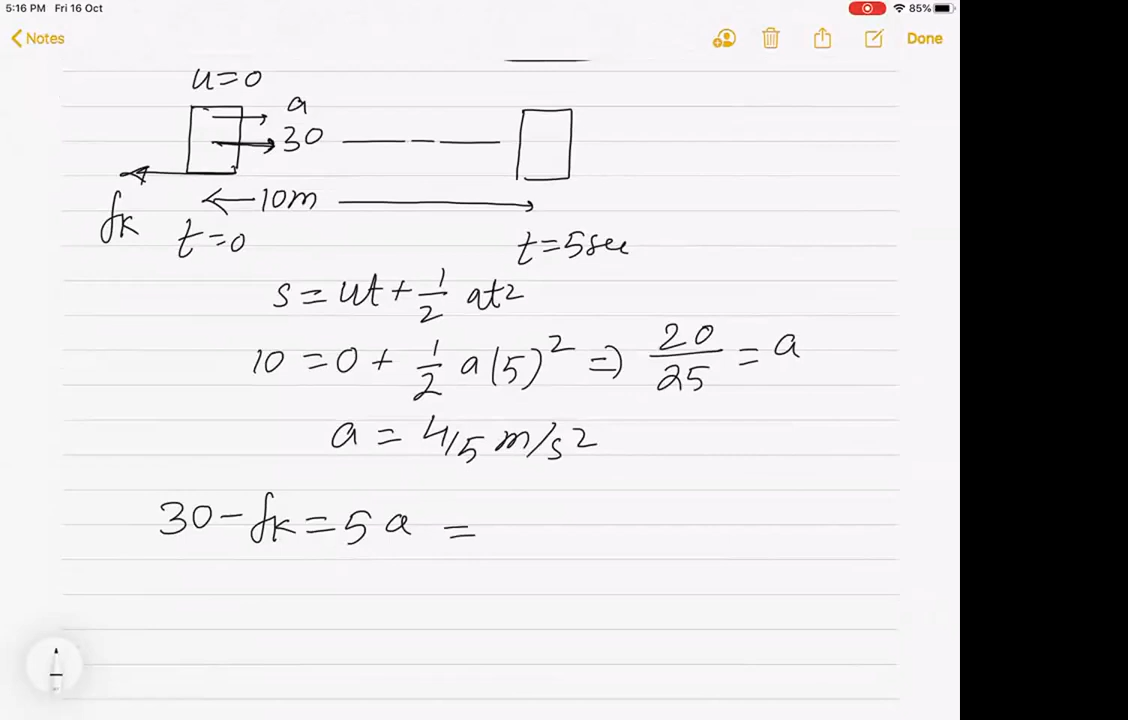 5:16 PM Fri 16 Oct 85%
Notes Done
u=0
a
30
10m
fk
t=0 t=5sec
s=ut+1/2 at2
10=0+ 1/2 a(5)^2 => 20/25 = a
a = 4/5 m/s2
30-fk=5a =